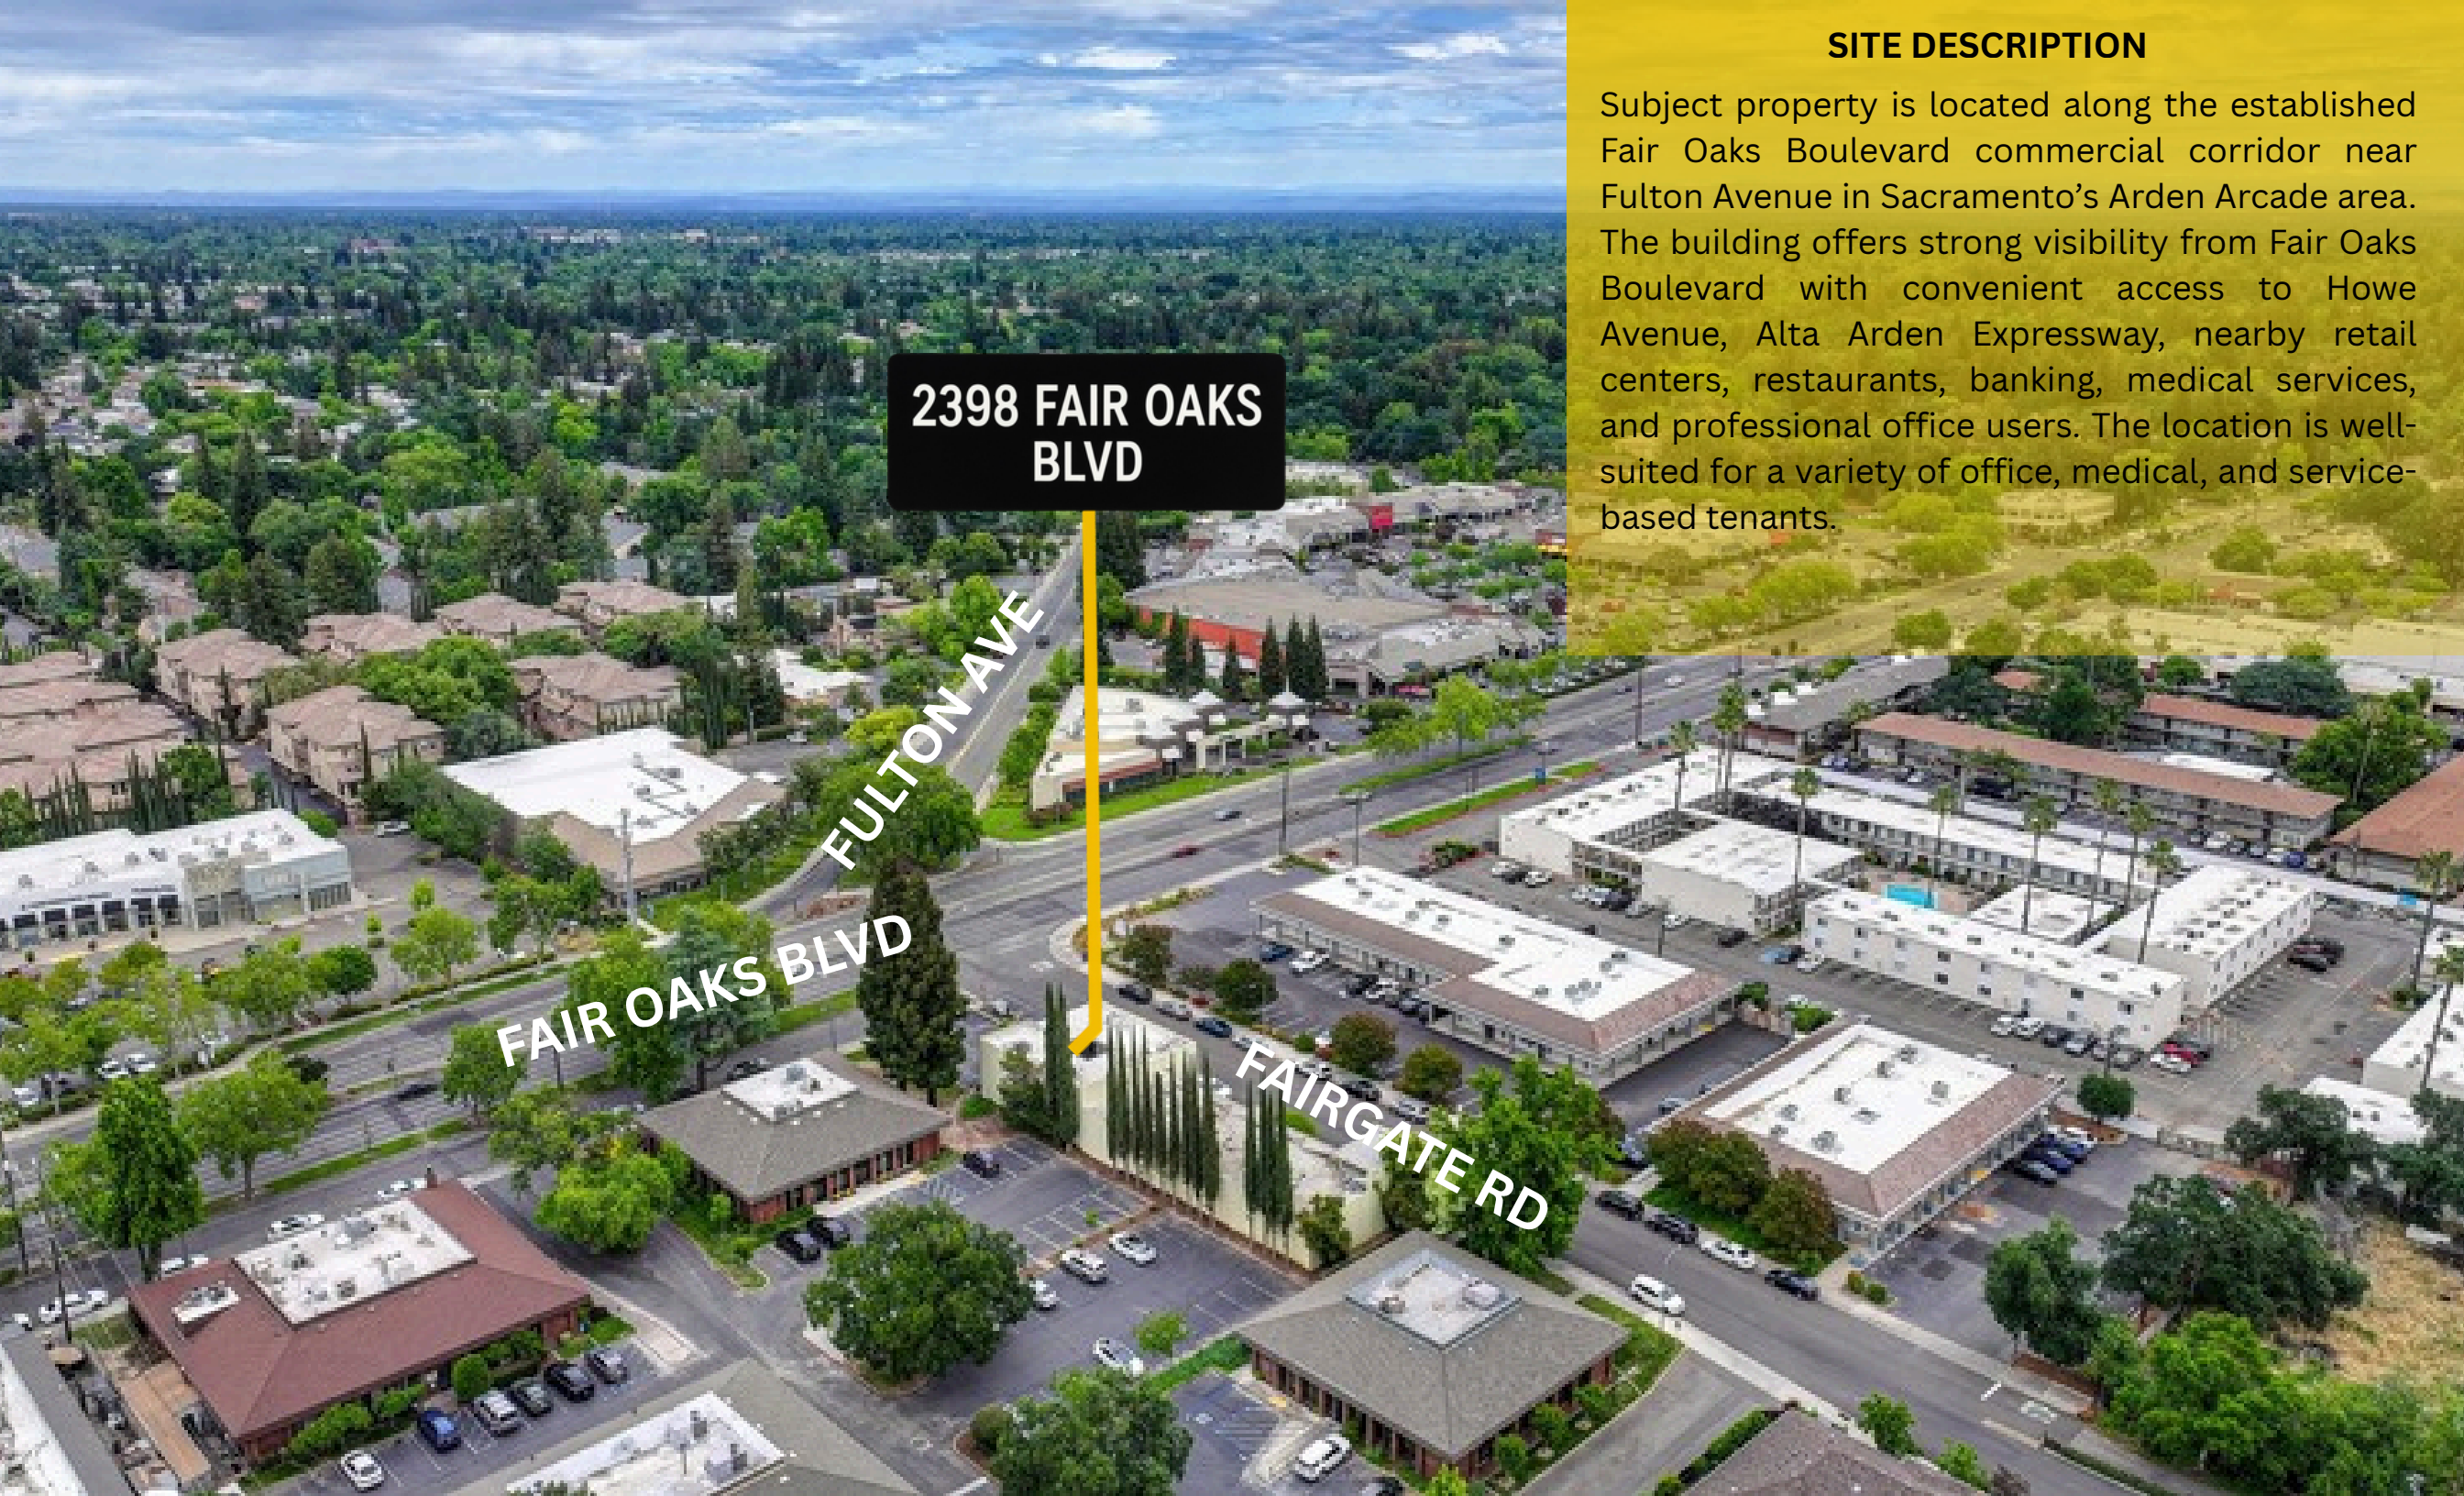 SITE DESCRIPTION
Subject property is located along the established
Fair Oaks Boulevard commercial corridor near
Fulton Avenue in Sacramento’s Arden Arcade area.
The building offers strong visibility from Fair Oaks
Boulevard with convenient access to Howe
Avenue, Alta Arden Expressway, nearby retail
centers, restaurants, banking, medical services,
and professional office users. The location is well-
suited for a variety of office, medical, and service-
based tenants.
2398 FAIR OAKS
BLVD
FULTON AVE
FAIR OAKS BLVD
FAIRGATE RD